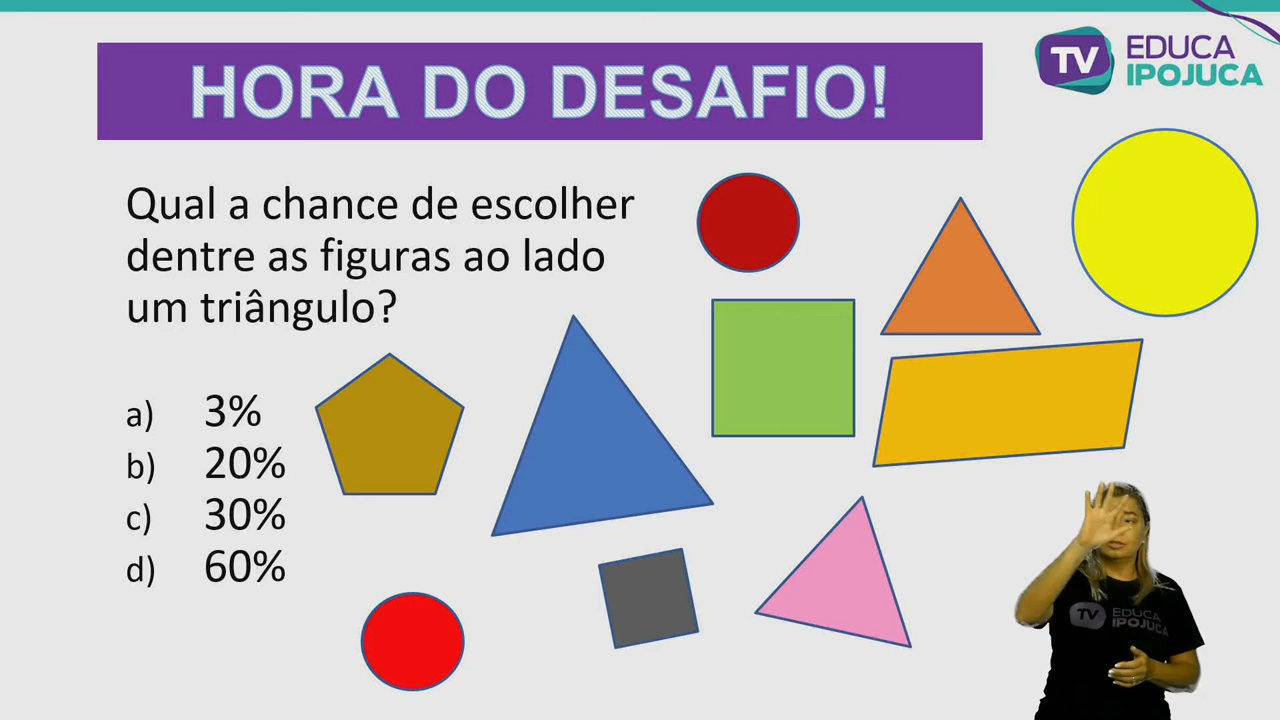 HORA DO DESAFIO!
TV EDUCA
IPOJUCA
Qual a chance de escolher
dentre as figuras ao lado
um triângulo?
a) 3%
b) 20%
c) 30%
d) 60%
TV EDUCA
IPOJUCA